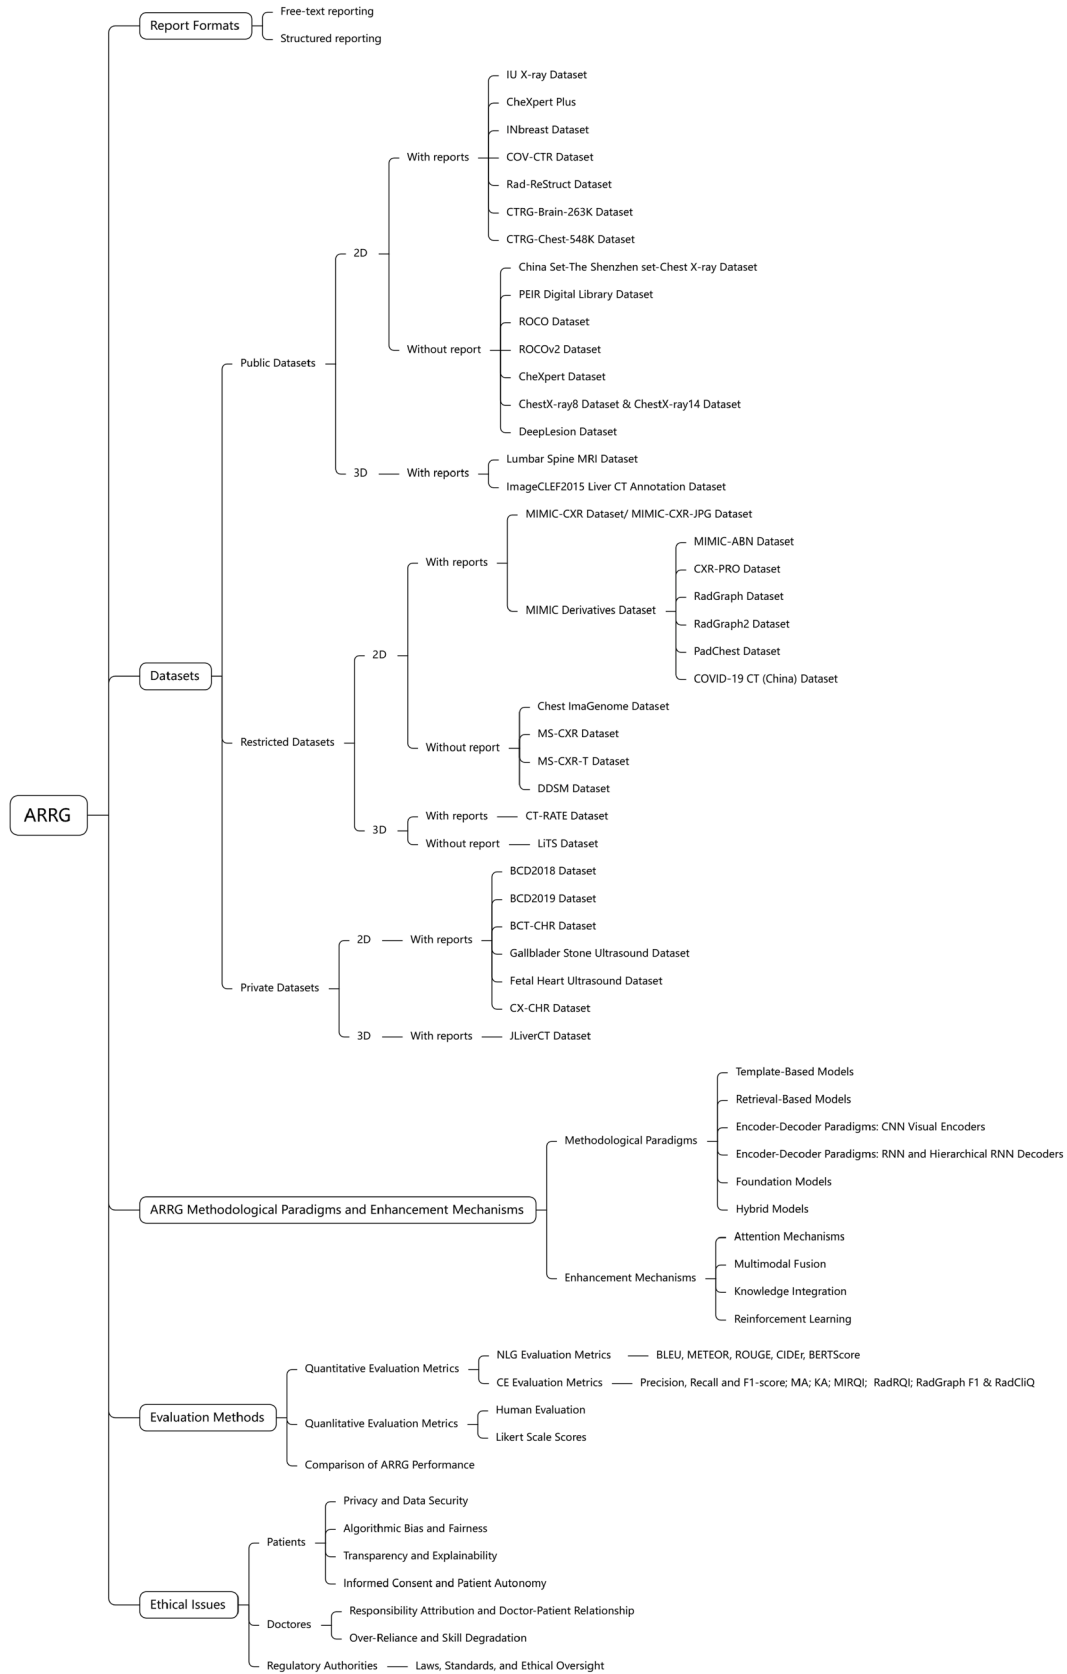 Report Formats
Free-text reporting
Structured reporting
IU X-ray Dataset
CheXpert Plus
INbreast Dataset
With reports
COV-CTR Dataset
Rad-ReStruct Dataset
CTRG-Brain-263K Dataset
CTRG-Chest-548K Dataset
2D
China Set-The Shenzhen set-Chest X-ray Dataset
PEIR Digital Library Dataset
ROCO Dataset
Without report
ROCOv2 Dataset
Public Datasets
CheXpert Dataset
ChestX-ray8 Dataset & ChestX-ray14 Dataset
DeepLesion Dataset
Lumbar Spine MRI Dataset
3D
With reports
ImageCLEF2015 Liver CT Annotation Dataset
MIMIC-CXR Dataset/ MIMIC-CXR-JPG Dataset
MIMIC-ABN Dataset
With reports
CXR-PRO Dataset
RadGraph Dataset
MIMIC Derivatives Dataset
RadGraph2 Dataset
2D
PadChest Dataset
Datasets
COVID-19 CT (China) Dataset
Chest ImaGenome Dataset
MS-CXR Dataset
Restricted Datasets
Without report
MS-CXR-T Dataset
DDSM Dataset
ARRG
With reports
CT-RATE Dataset
3D
Without report
LiTS Dataset
BCD2018 Dataset
BCD2019 Dataset
BCT-CHR Dataset
2D
With reports
Gallblader Stone Ultrasound Dataset
Fetal Heart Ultrasound Dataset
Private Datasets
CX-CHR Dataset
3D
With reports
JLiverCT Dataset
Template-Based Models
Retrieval-Based Models
Encoder-Decoder Paradigms: CNN Visual Encoders
Methodological Paradigms
Encoder-Decoder Paradigms: RNN and Hierarchical RNN Decoders
Foundation Models
Hybrid Models
ARRG Methodological Paradigms and Enhancement Mechanisms
Attention Mechanisms
Multimodal Fusion
Enhancement Mechanisms
Knowledge Integration
Reinforcement Learning
NLG Evaluation Metrics
BLEU, METEOR, ROUGE, CIDEr, BERTScore
Quantitative Evaluation Metrics
CE Evaluation Metrics
Precision, Recall and F1-score; MA; KA; MIRQI; RadRQI; RadGraph F1 & RadCliQ
Evaluation Methods
Human Evaluation
Quanlitative Evaluation Metrics
Likert Scale Scores
Comparison of ARRG Performance
Privacy and Data Security
Algorithmic Bias and Fairness
Patients
Transparency and Explainability
Informed Consent and Patient Autonomy
Ethical Issues
Responsibility Attribution and Doctor-Patient Relationship
Doctores
Over-Reliance and Skill Degradation
Regulatory Authorities
Laws, Standards, and Ethical Oversight